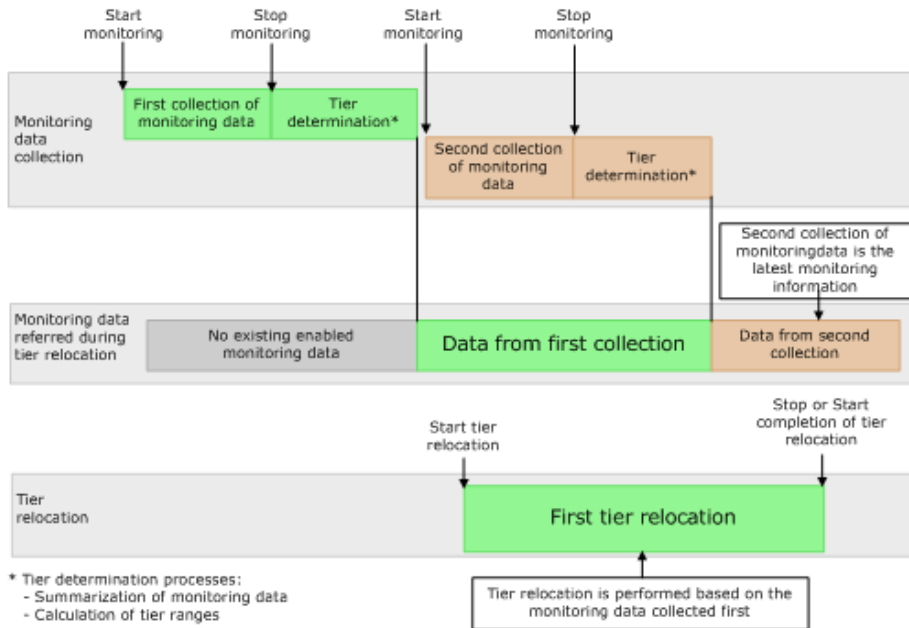 Start
monitoring
Stop
monitoring
Start
monitoring
Stop
monitoring
Monitoring
data
collection
First collection of
monitoring data
Tier
determination*
Second collection
of monitoring
data
Tier
determination*
Second collection of
monitoringdata is the
latest monitoring
information
Monitoring data
referred during
tier relocation
No existing enabled
monitoring data
Data from first collection
Data from second
collection
Start tier
relocation
Stop or Start
completion of tier
relocation
Tier
relocation
First tier relocation
* Tier determination processes:
- Summarization of monitoring data
- Calculation of tier ranges
Tier relocation is performed based on the
monitoring data collected first